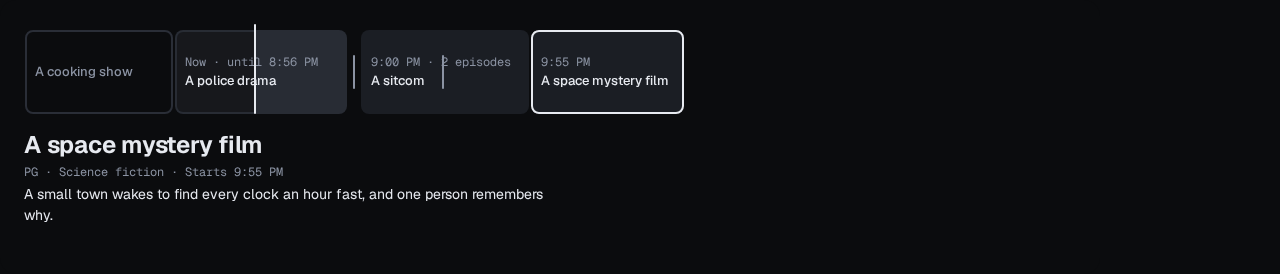 A cooking show
Now · until 8:56 PM
A police drama
9:00 PM · 2 episodes
A sitcom
9:55 PM
A space mystery film
A space mystery film
PG · Science fiction · Starts 9:55 PM
A small town wakes to find every clock an hour fast, and one person remembers
why.